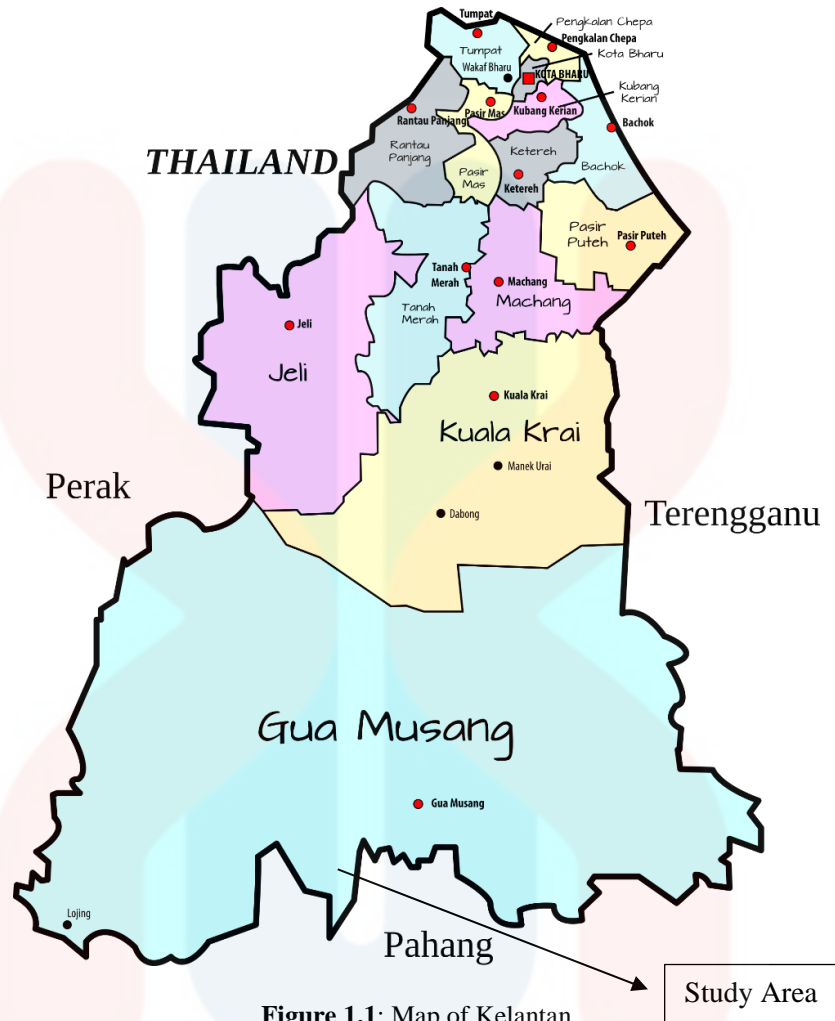 Tumpat
Pengkalan Chepa
Pengkalan Chepa
Tumpat
Kota Bharu
Wakaf Bharu
KOTA BHARU
Kubang
Kerian
Pasir Mas
Kubang Kerian
Rantau Panjang
Bachok
Rantau
Panjang
Ketereh
THAILAND
Bachok
Pasir
Mas
Ketereh
Pasir
Puteh
Pasir Puteh
Tanah
Merah
Machang
Machang
Tanah
Merah
Jeli
Jeli
Kuala Krai
Kuala Krai
Manek Urai
Perak
Dabong
Terengganu
Gua Musang
Gua Musang
Lojing
Pahang
Study Area
Figure 1.1: Map of Kelantan